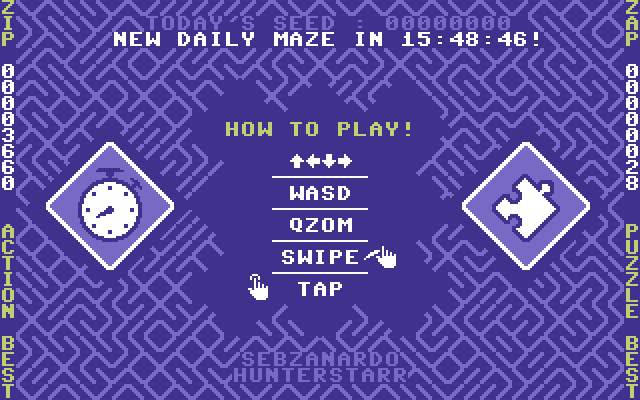 TODAY'S SEED : 00000000
NEW DAILY MAZE IN 15:48:46!
ZIP 00003660 ACTION BEST
HOW TO PLAY!
WASD
QZOM
SWIPE
TAP
ZAP 00000028 PUZZLE BEST
SEBZANARDO
HUNTERSTARR